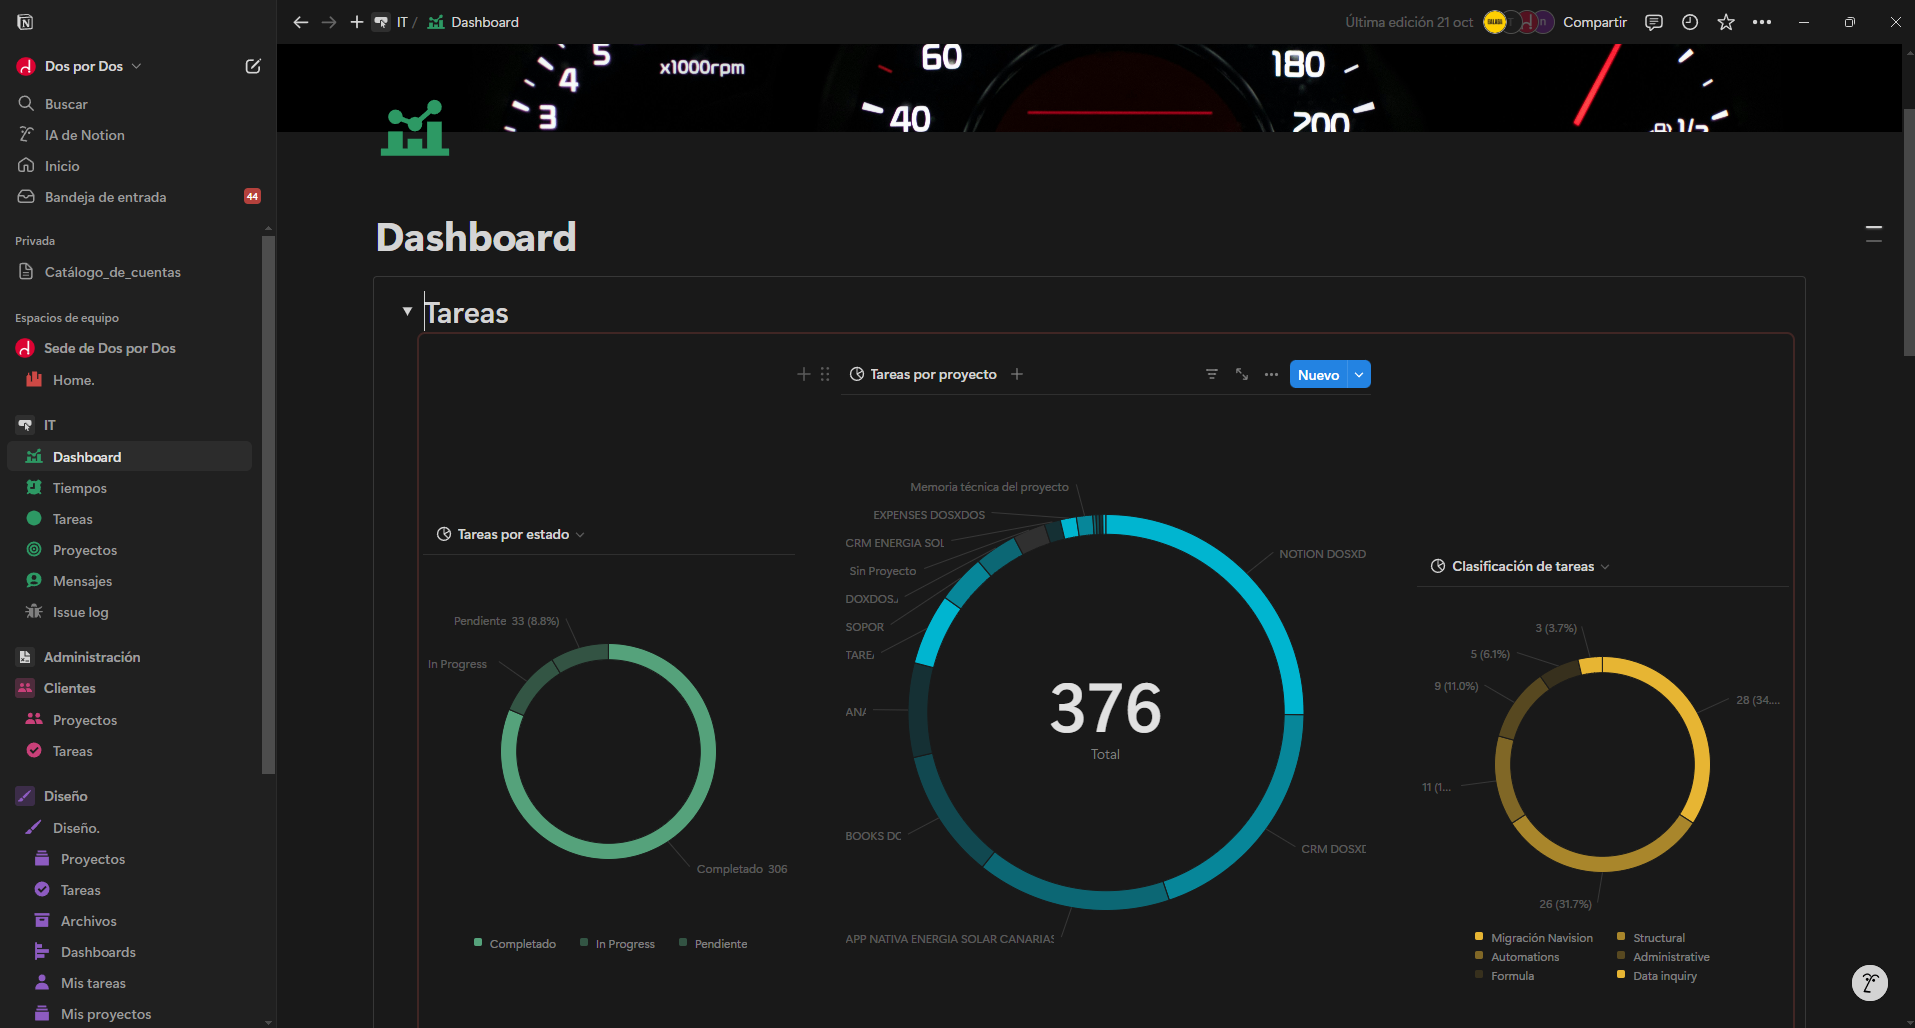 IT / Dashboard
Última edición 21 oct
Compartir
Dos por Dos
Buscar
IA de Notion
Inicio
Bandeja de entrada 44
Privada
Catálogo_de_cuentas
Espacios de equipo
Sede de Dos por Dos
Home.
IT
Dashboard
Tiempos
Tareas
Proyectos
Mensajes
Issue log
Administración
Clientes
Proyectos
Tareas
Diseño
Diseño.
Proyectos
Tareas
Archivos
Dashboards
Mis tareas
Mis proyectos
5
4
3
x1000rpm
60
40
180
200
1/2
Dashboard
Tareas
Tareas por proyecto
Nuevo
Tareas por estado
Pendiente 33 (8.8%)
In Progress
Completado 306
Completado In Progress Pendiente
Memoria técnica del proyecto
EXPENSES DOSXDOS
CRM ENERGIA SOL
Sin Proyecto
DOXDOS
SOPOR
TARE
AN
BOOKS DO
APP NATIVA ENERGIA SOLAR CANARIAS
NOTION DOSXD
CRM DOSX
376
Total
Clasificación de tareas
3 (3.7%)
5 (6.1%)
9 (11.0%)
11 (1...
28 (34....
26 (31.7%)
Migración Navision Structural
Automations Administrative
Formula Data inquiry